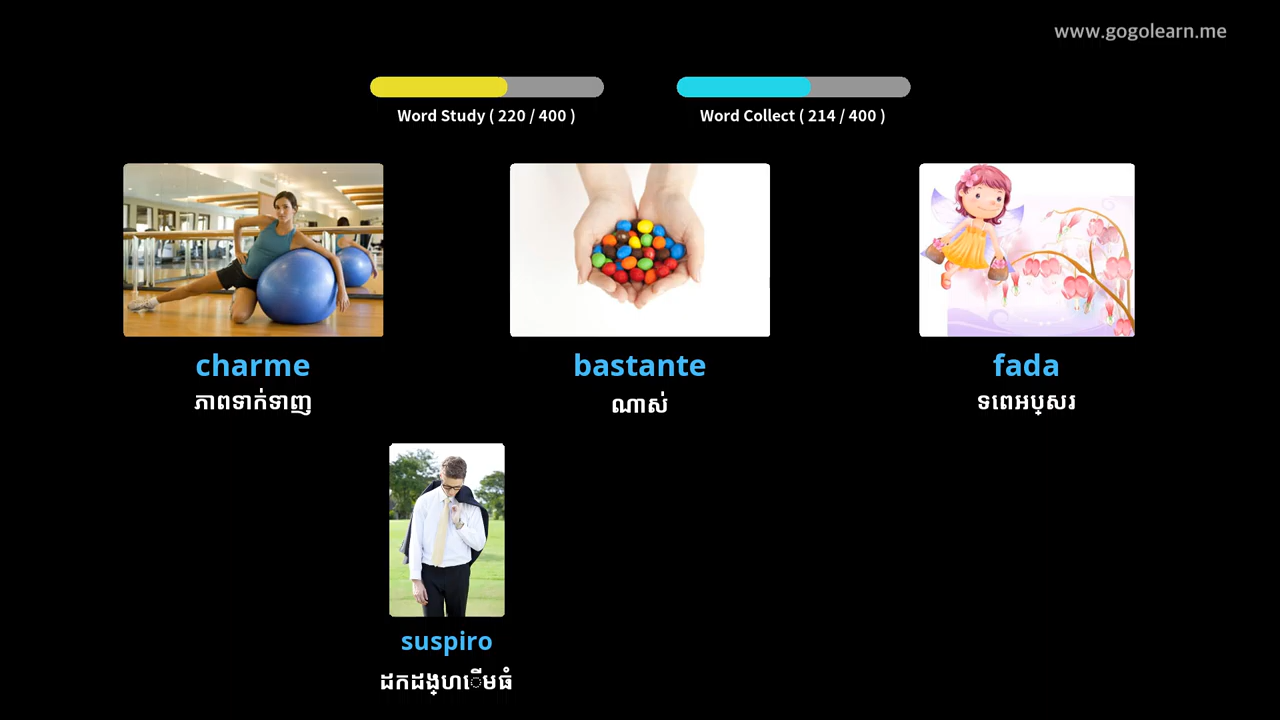 www.gogolearn.me
Word Study ( 220 / 400 )
Word Collect ( 214 / 400 )
charme
bastante
fada
ភាពទាក់ទាញ
ណាស់
ទពេអប្សរ
suspiro
ដកដង្ហេីមធំ